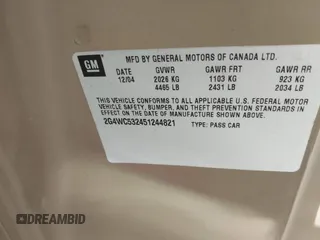 GM
MFD BY GENERAL MOTORS OF CANADA LTD.
DATE GVWR GAWR FRT GAWR RR
12/04 2026 KG 1103 KG 923 KG
4465 LB 2431 LB 2034 LB
THIS VEHICLE CONFORMS TO ALL APPLICABLE U.S. FEDERAL MOTOR
VEHICLE SAFETY, BUMPER, AND THEFT PREVENTION STANDARDS IN
EFFECT ON THE DATE OF MANUFACTURE SHOWN ABOVE.
2G4WC532451244821 TYPE: PASS CAR
DREAMBID